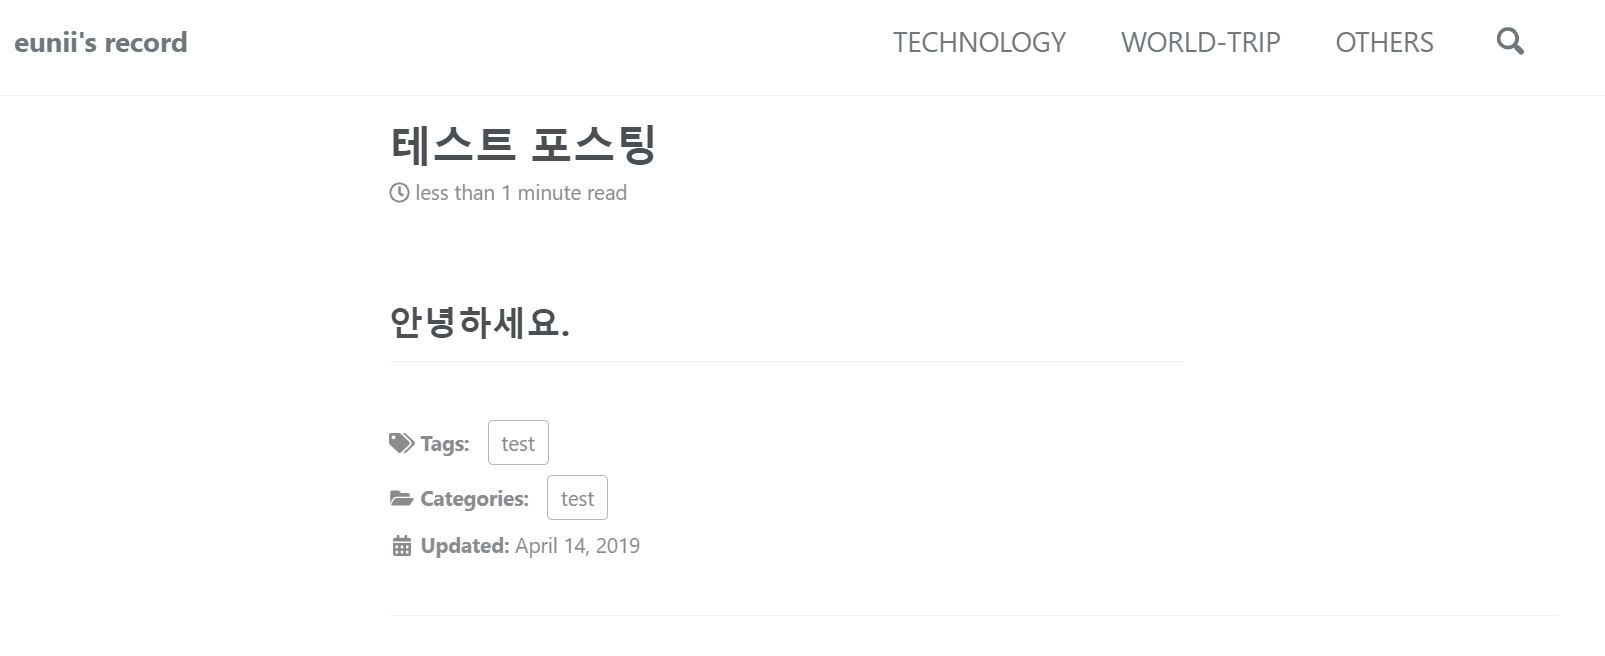 eunii's record TECHNOLOGY WORLD-TRIP OTHERS
테스트 포스팅
less than 1 minute read
안녕하세요.
Tags: test
Categories: test
Updated: April 14, 2019